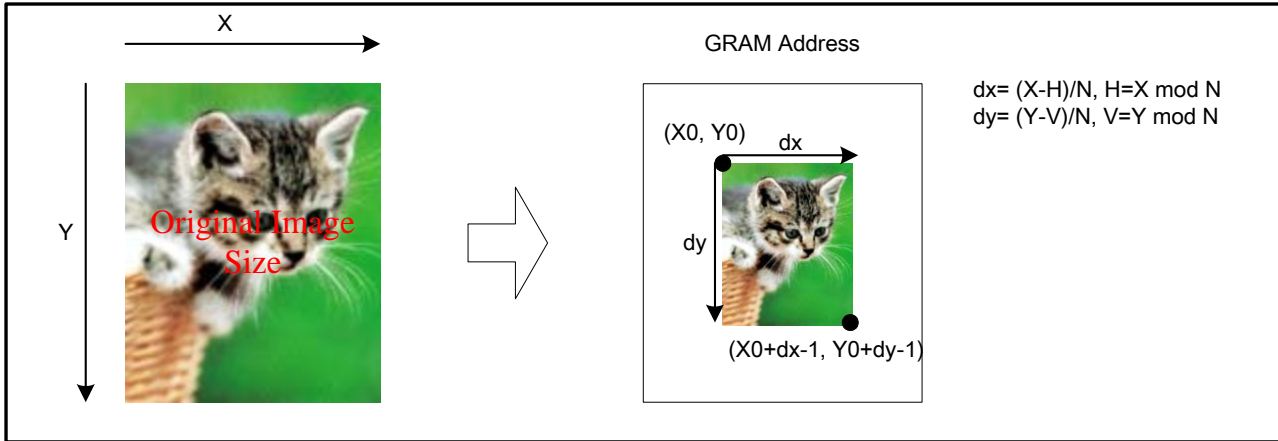 X
Y
Original Image
Size
GRAM Address
(X0, Y0)
dx
dy
(X0+dx-1, Y0+dy-1)
dx= (X-H)/N, H=X mod N
dy= (Y-V)/N, V=Y mod N